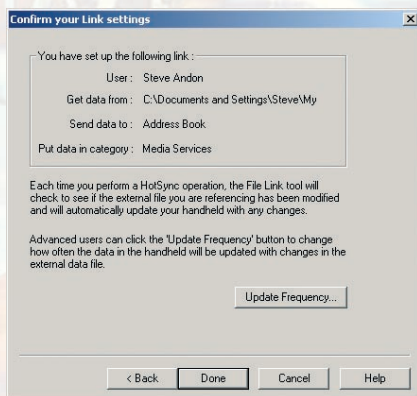 Confirm your Link settings
You have set up the following link :
User : Steve Andon
Get data from : C:\Documents and Settings\Steve\My
Send data to : Address Book
Put data in category : Media Services
Each time you perform a HotSync operation, the File Link tool will
check to see if the external file you are referencing has been modified
and will automatically update your handheld with any changes.
Advanced users can click the 'Update Frequency' button to change
how often the data in the handheld will be updated with changes in the
external data file.
Update Frequency...
< Back Done Cancel Help